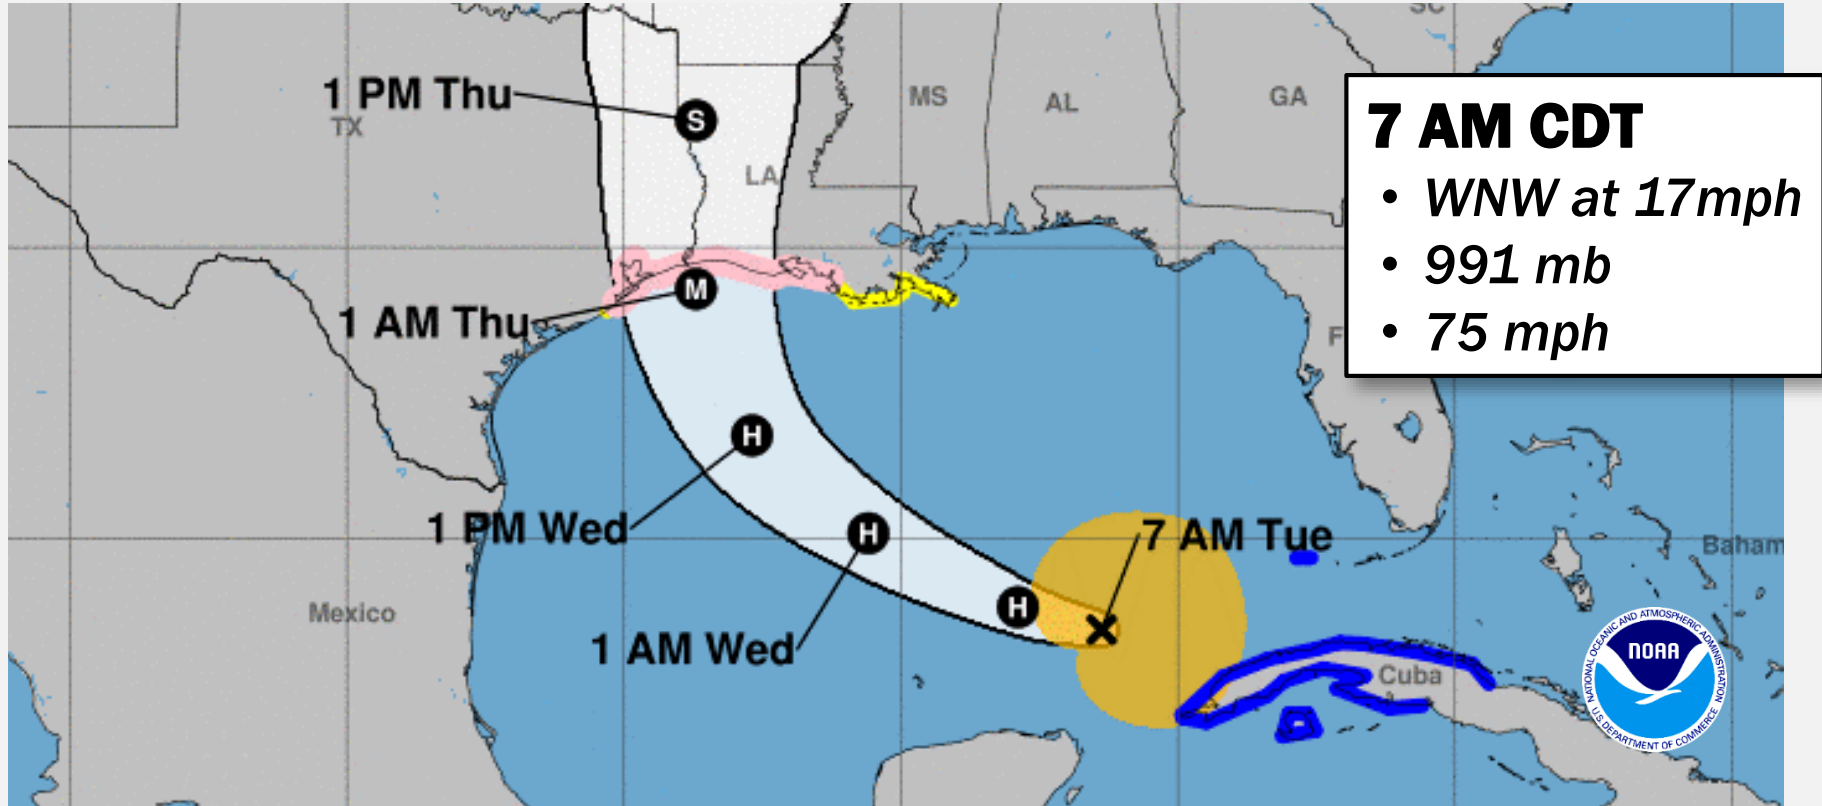 SC
1 PM Thu
TX
MS
AL
GA
7 AM CDT
• WNW at 17mph
• 991 mb
• 75 mph
S
LA
M
1 AM Thu
F
H
1 PM Wed
H
7 AM Tue
Baham
H
Mexico
1 AM Wed
Cuba
NATIONAL OCEANIC AND ATMOSPHERIC ADMINISTRATION
NOAA
U.S. DEPARTMENT OF COMMERCE